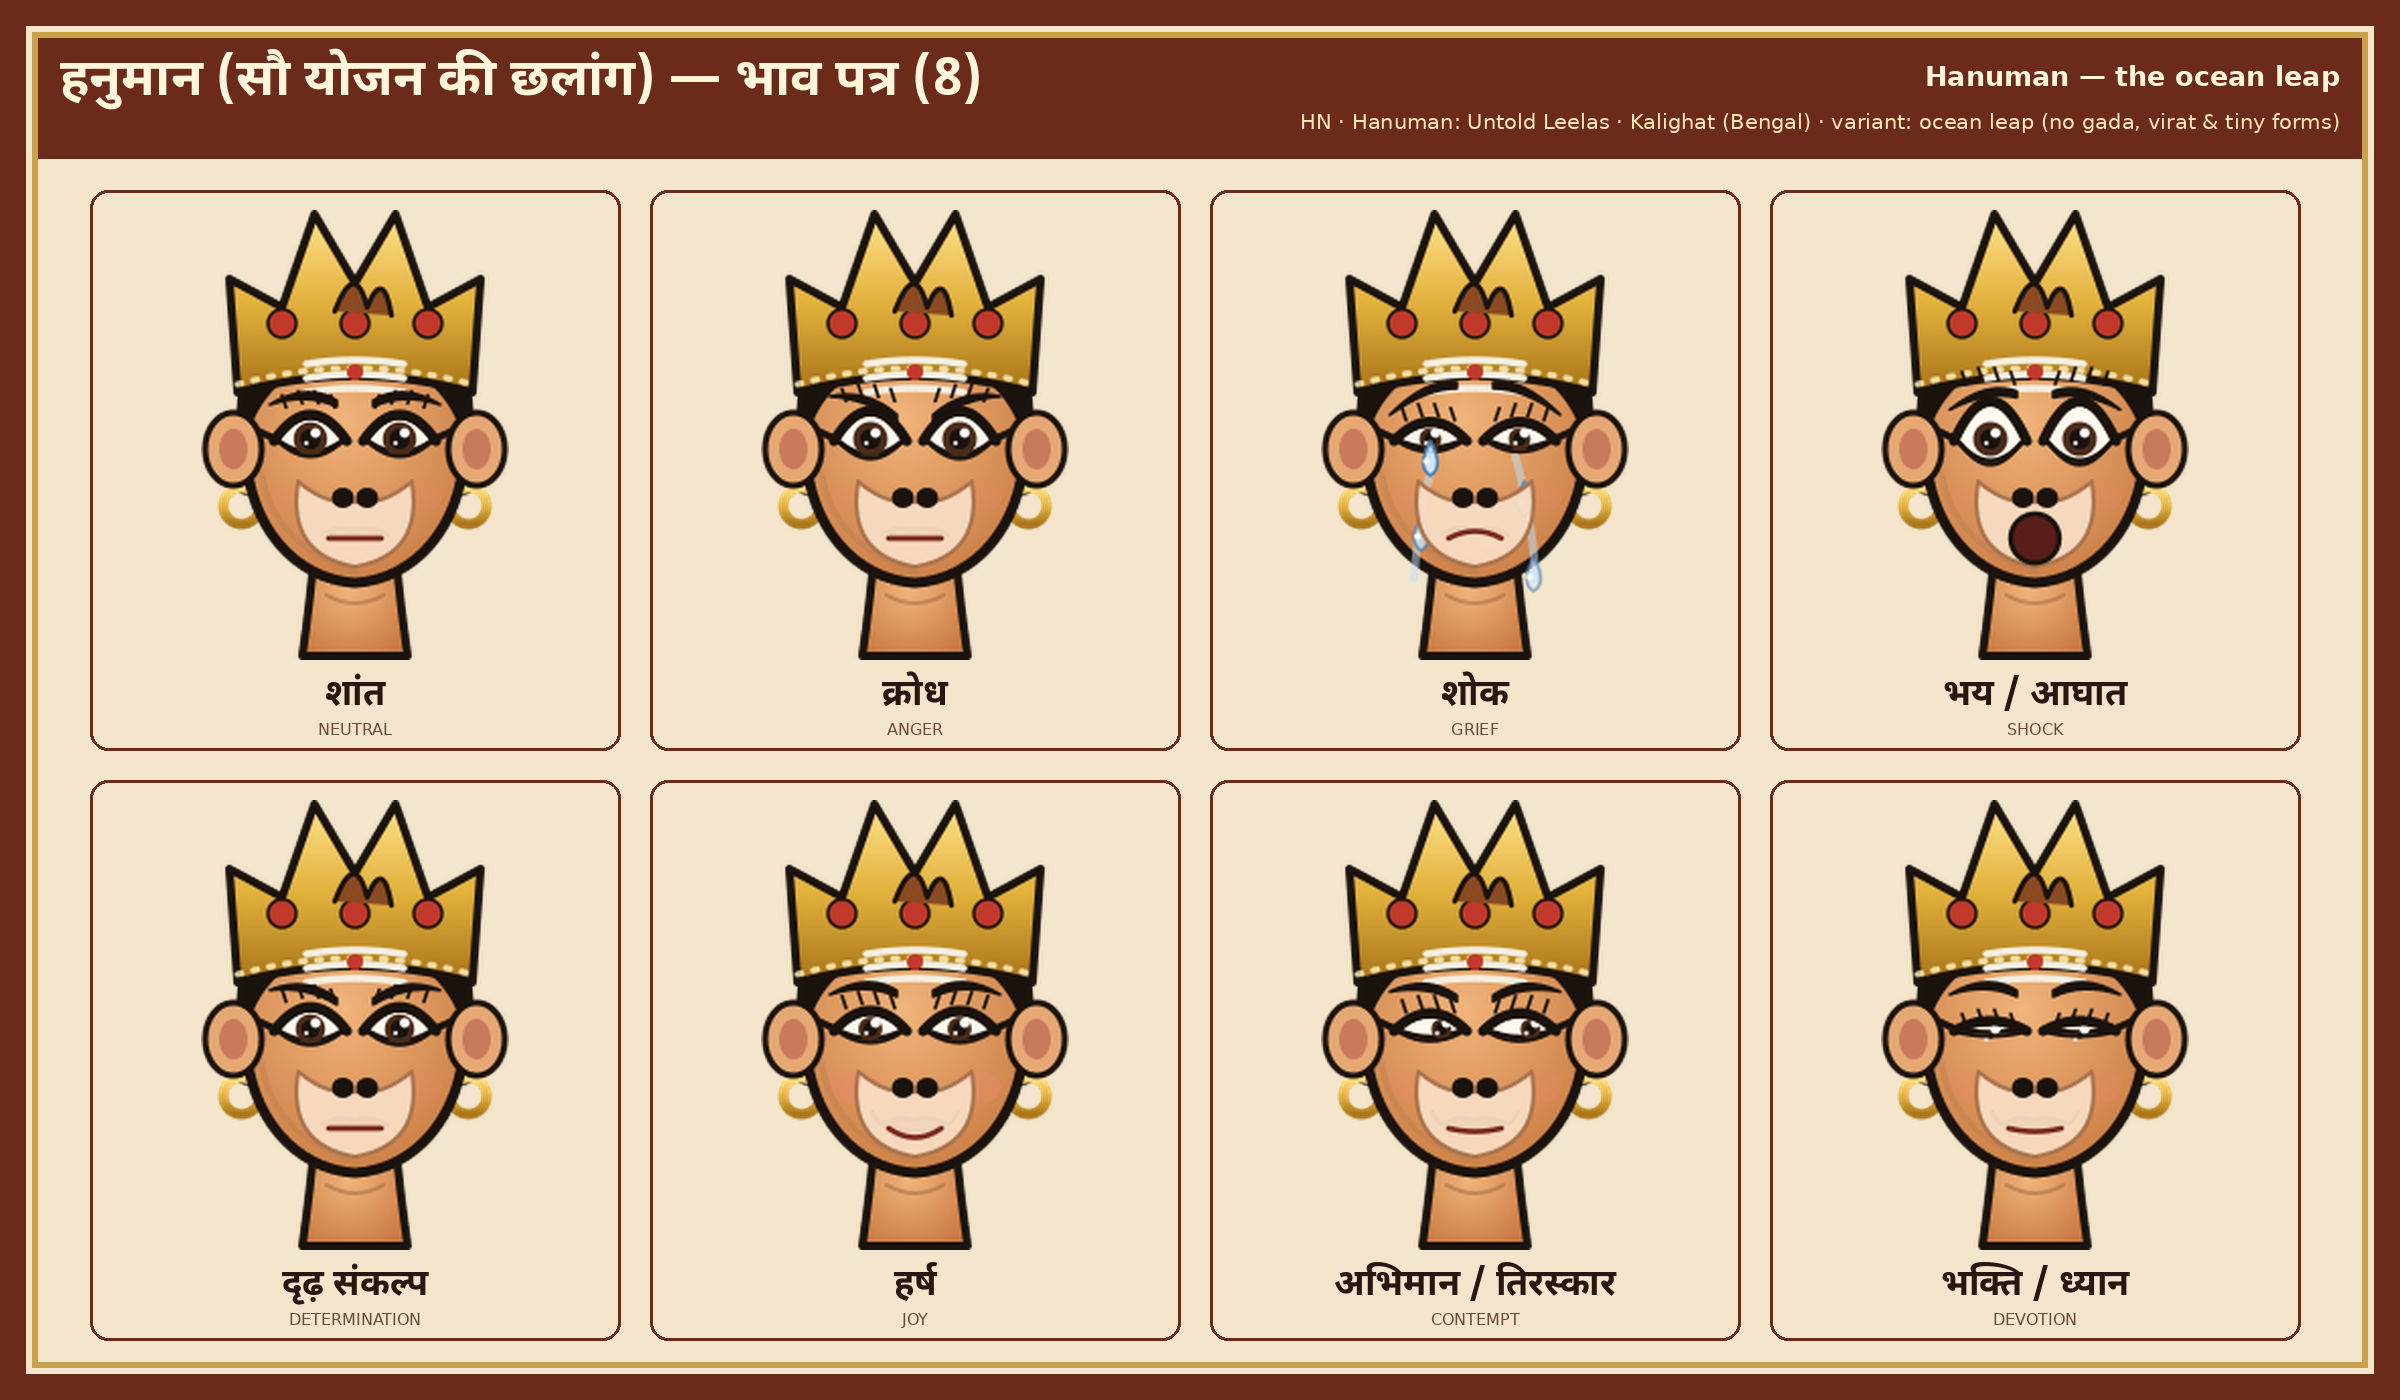 हनुमान (सौ योजन की छलांग) — भाव पत्र (8)
Hanuman — the ocean leap
HN · Hanuman: Untold Leelas · Kalighat (Bengal) · variant: ocean leap (no gada, virat & tiny forms)
शांत
NEUTRAL
क्रोध
ANGER
शोक
GRIEF
भय / आघात
SHOCK
दृढ़ संकल्प
DETERMINATION
हर्ष
JOY
अभिमान / तिरस्कार
CONTEMPT
भक्ति / ध्यान
DEVOTION